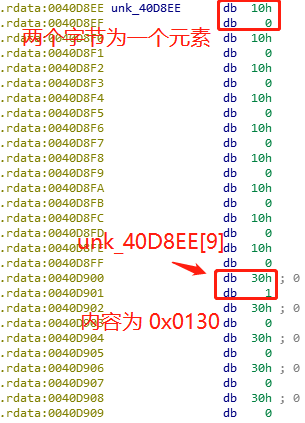 .rdata:0040D8EE unk_40D8EE db 10h
.rdata:0040D8EF db 0
两个字节为一个元素
.rdata:0040D8F0 db 10h
.rdata:0040D8F1 db 0
.rdata:0040D8F2 db 10h
.rdata:0040D8F3 db 0
.rdata:0040D8F4 db 10h
.rdata:0040D8F5 db 0
.rdata:0040D8F6 db 10h
.rdata:0040D8F7 db 0
.rdata:0040D8F8 db 10h
.rdata:0040D8F9 db 0
.rdata:0040D8FA db 10h
.rdata:0040D8FB db 0
.rdata:0040D8FC db 10h
.rdata:0040D8FD db 0
.rdata:0040D8FE db 10h
unk_40D8EE[9]
.rdata:0040D8FF db 0
.rdata:0040D900 db 30h ; 0
.rdata:0040D901 db 1
.rdata:0040D902 db 30h ; 0
.rdata:0040D903 db 0
内容为 0x0130
.rdata:0040D904 db 30h ; 0
.rdata:0040D905 db 0
.rdata:0040D906 db 30h ; 0
.rdata:0040D907 db 0
.rdata:0040D908 db 30h ; 0
.rdata:0040D909 db 0